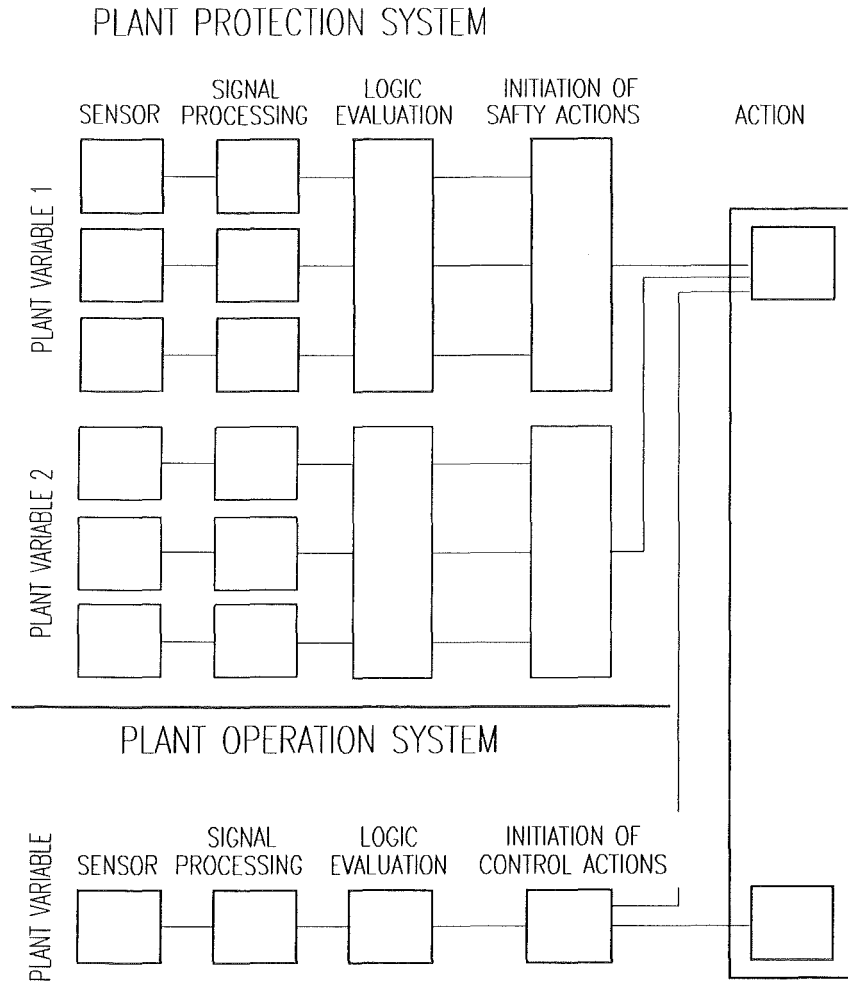 PLANT PROTECTION SYSTEM
SENSOR
SIGNAL
PROCESSING
LOGIC
EVALUATION
INITIATION OF
SAFTY ACTIONS
ACTION
PLANT VARIABLE 1
PLANT VARIABLE 2
PLANT OPERATION SYSTEM
PLANT VARIABLE
SENSOR
SIGNAL
PROCESSING
LOGIC
EVALUATION
INITIATION OF
CONTROL ACTIONS